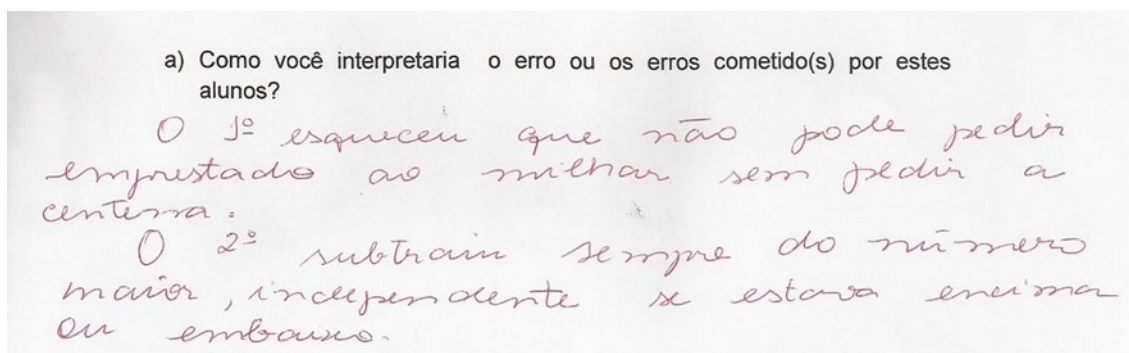 a) Como você interpretaria o erro ou os erros cometido(s) por estes
alunos?
O 1º esqueceu que não pode pedir
emprestado ao milhar sem pedir a
centena.
O 2º subtraiu sempre do número
maior, independente se estava encima
ou embaixo.